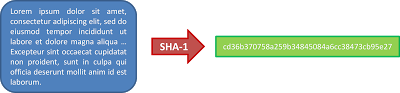 Lorem ipsum dolor sit amet,
consectetur adipiscing elit, sed do
eiusmod tempor incididunt ut
labore et dolore magna aliqua ...
Excepteur sint occaecat cupidatat
non proident, sunt in culpa qui
officia deserunt mollit anim id est
laborum.
SHA-1
cd36b370758a259b34845084a6cc38473cb95e27